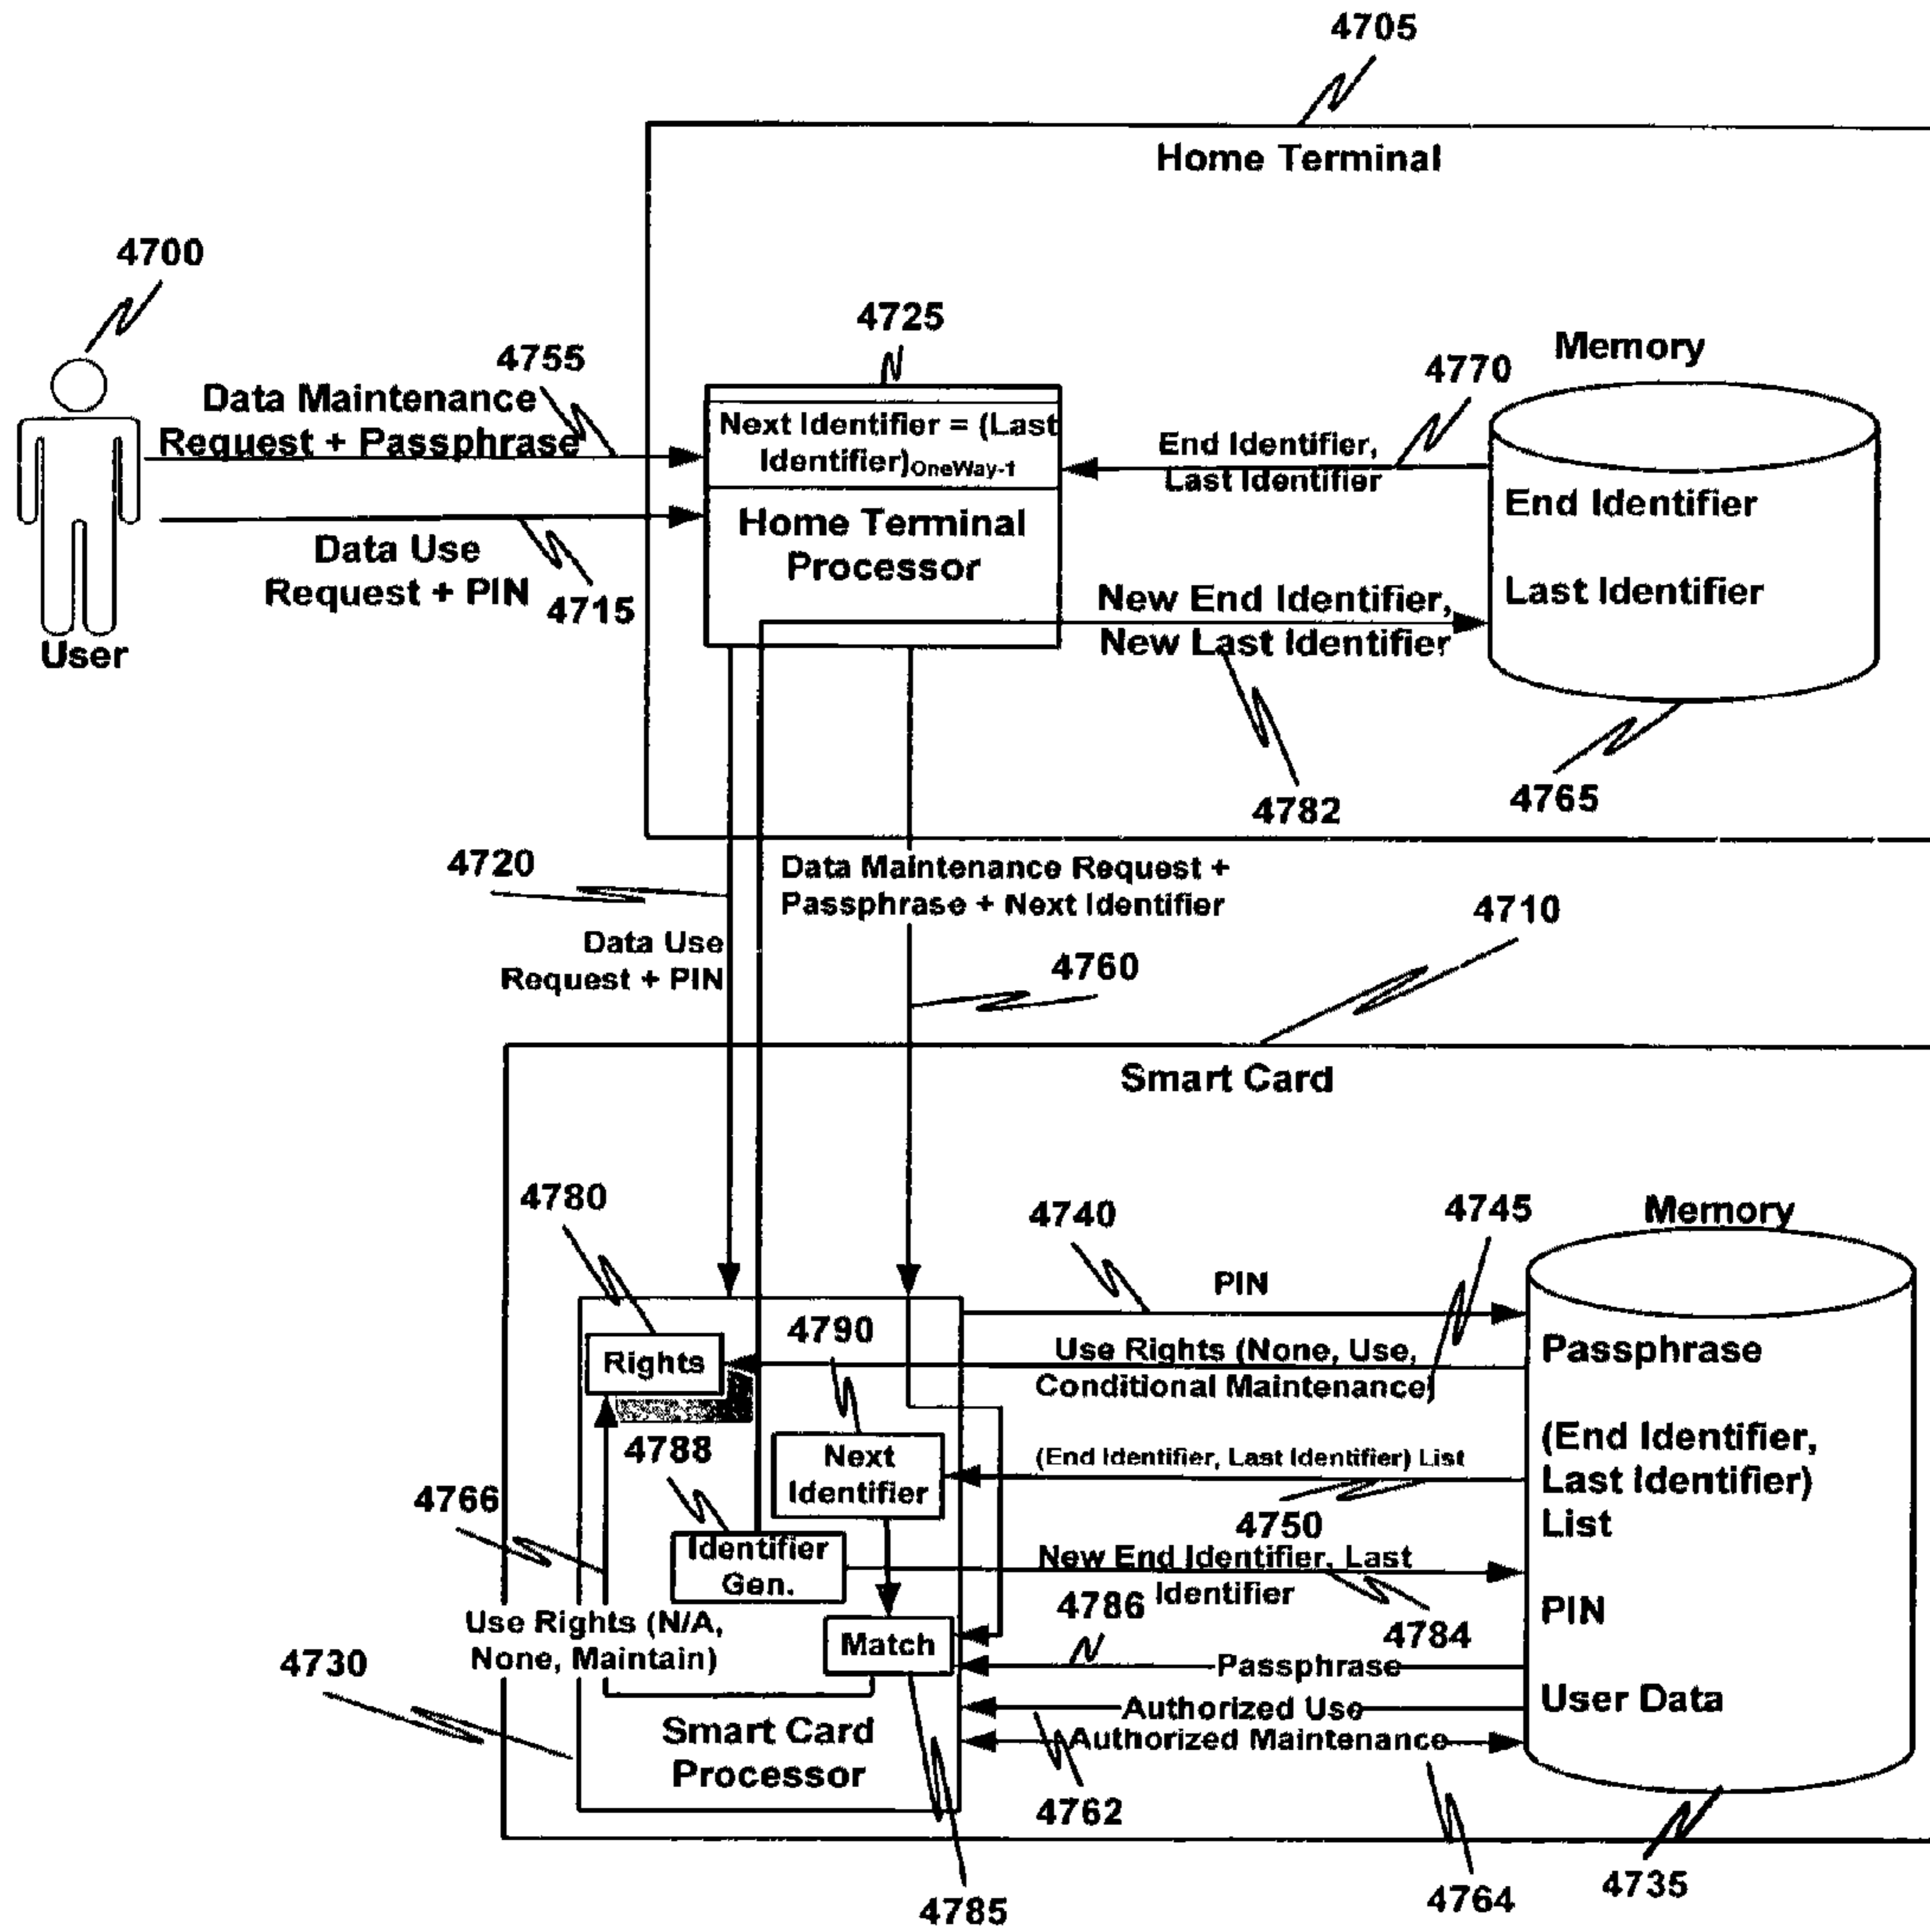 4705
Home Terminal
4700
4725
4755
Data Maintenance
Request + Passphrase
Next Identifier = (Last
Identifier)OneWay-1
Home Terminal
Processor
4770
End Identifier,
Last Identifier
Memory
End Identifier
Last Identifier
Data Use
Request + PIN
4715
New End Identifier,
New Last Identifier
User
4782
4765
4720
Data Maintenance Request +
Passphrase + Next Identifier
4710
Data Use
Request + PIN
4760
Smart Card
4780
4740
4745
Memory
PIN
4790
Rights
Use Rights (None, Use,
Conditional Maintenance)
Passphrase
4788
Next
Identifier
(End Identifier, Last Identifier) List
(End Identifier,
Last Identifier)
List
4766
4750
Identifier
Gen.
New End Identifier, Last
Identifier
4786
4784
PIN
Use Rights (N/A,
None, Maintain)
Match
4730
Passphrase
Authorized Use
User Data
Authorized Maintenance
Smart Card
Processor
4762
4785
4764
4735